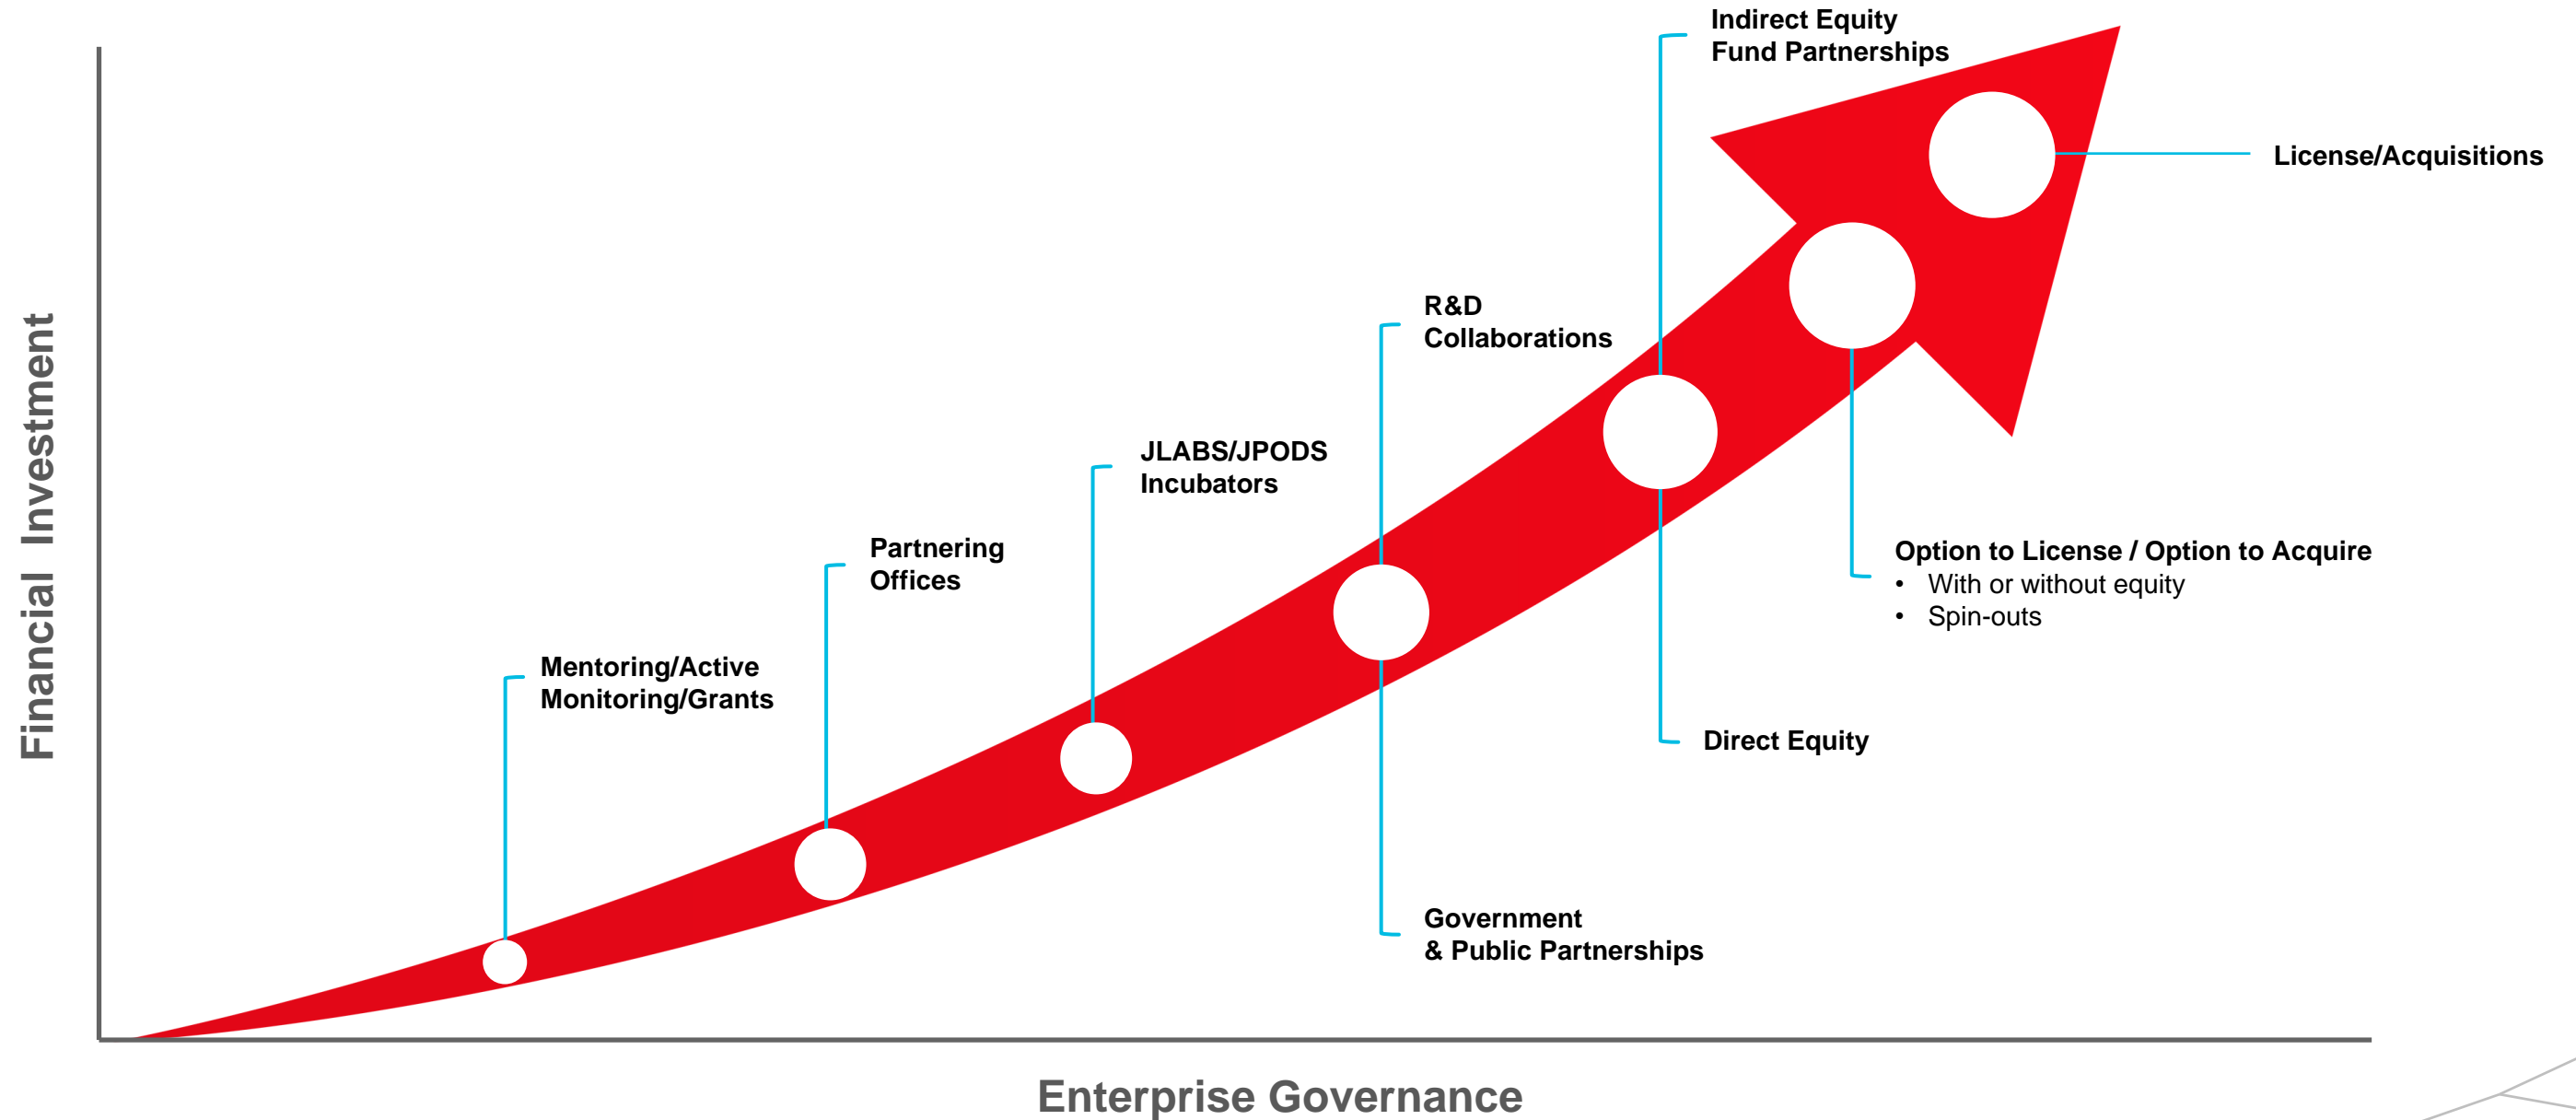 Indirect Equity
Fund Partnerships
License/Acquisitions
R&D
Collaborations
JLABS/JPODS
Incubators
Partnering
Offices
Option to License / Option to Acquire
• With or without equity
• Spin-outs
Mentoring/Active
Monitoring/Grants
Direct Equity
Government
& Public Partnerships
Financial Investment
Enterprise Governance